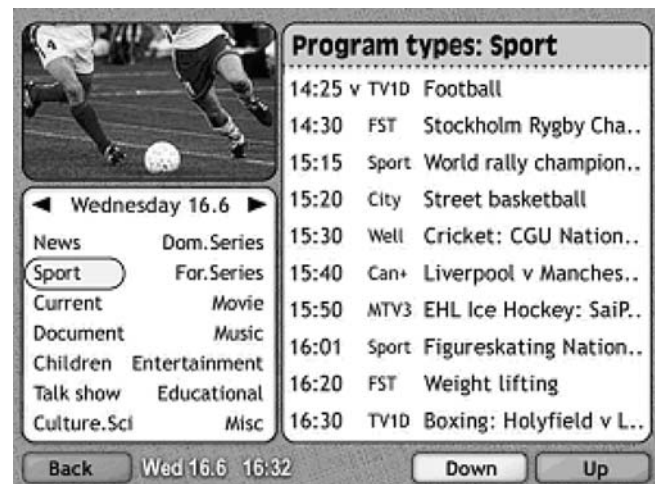 14
Program types: Sport
14:25 v TV1D Football
14:30 FST Stockholm Rygby Cha..
15:15 Sport World rally champion..
15:20 City Street basketball
15:30 Well Cricket: CGU Nation..
15:40 Can+ Liverpool v Manches..
15:50 MTV3 EHL Ice Hockey: SaiP..
16:01 Sport Figureskating Nation..
16:20 FST Weight lifting
16:30 TV1D Boxing: Holyfield v L..
◄ Wednesday 16.6 ►
News Dom.Series
Sport For.Series
Current Movie
Document Music
Children Entertainment
Talk show Educational
Culture.Sci Misc
Back Wed 16.6 16:32 Down Up